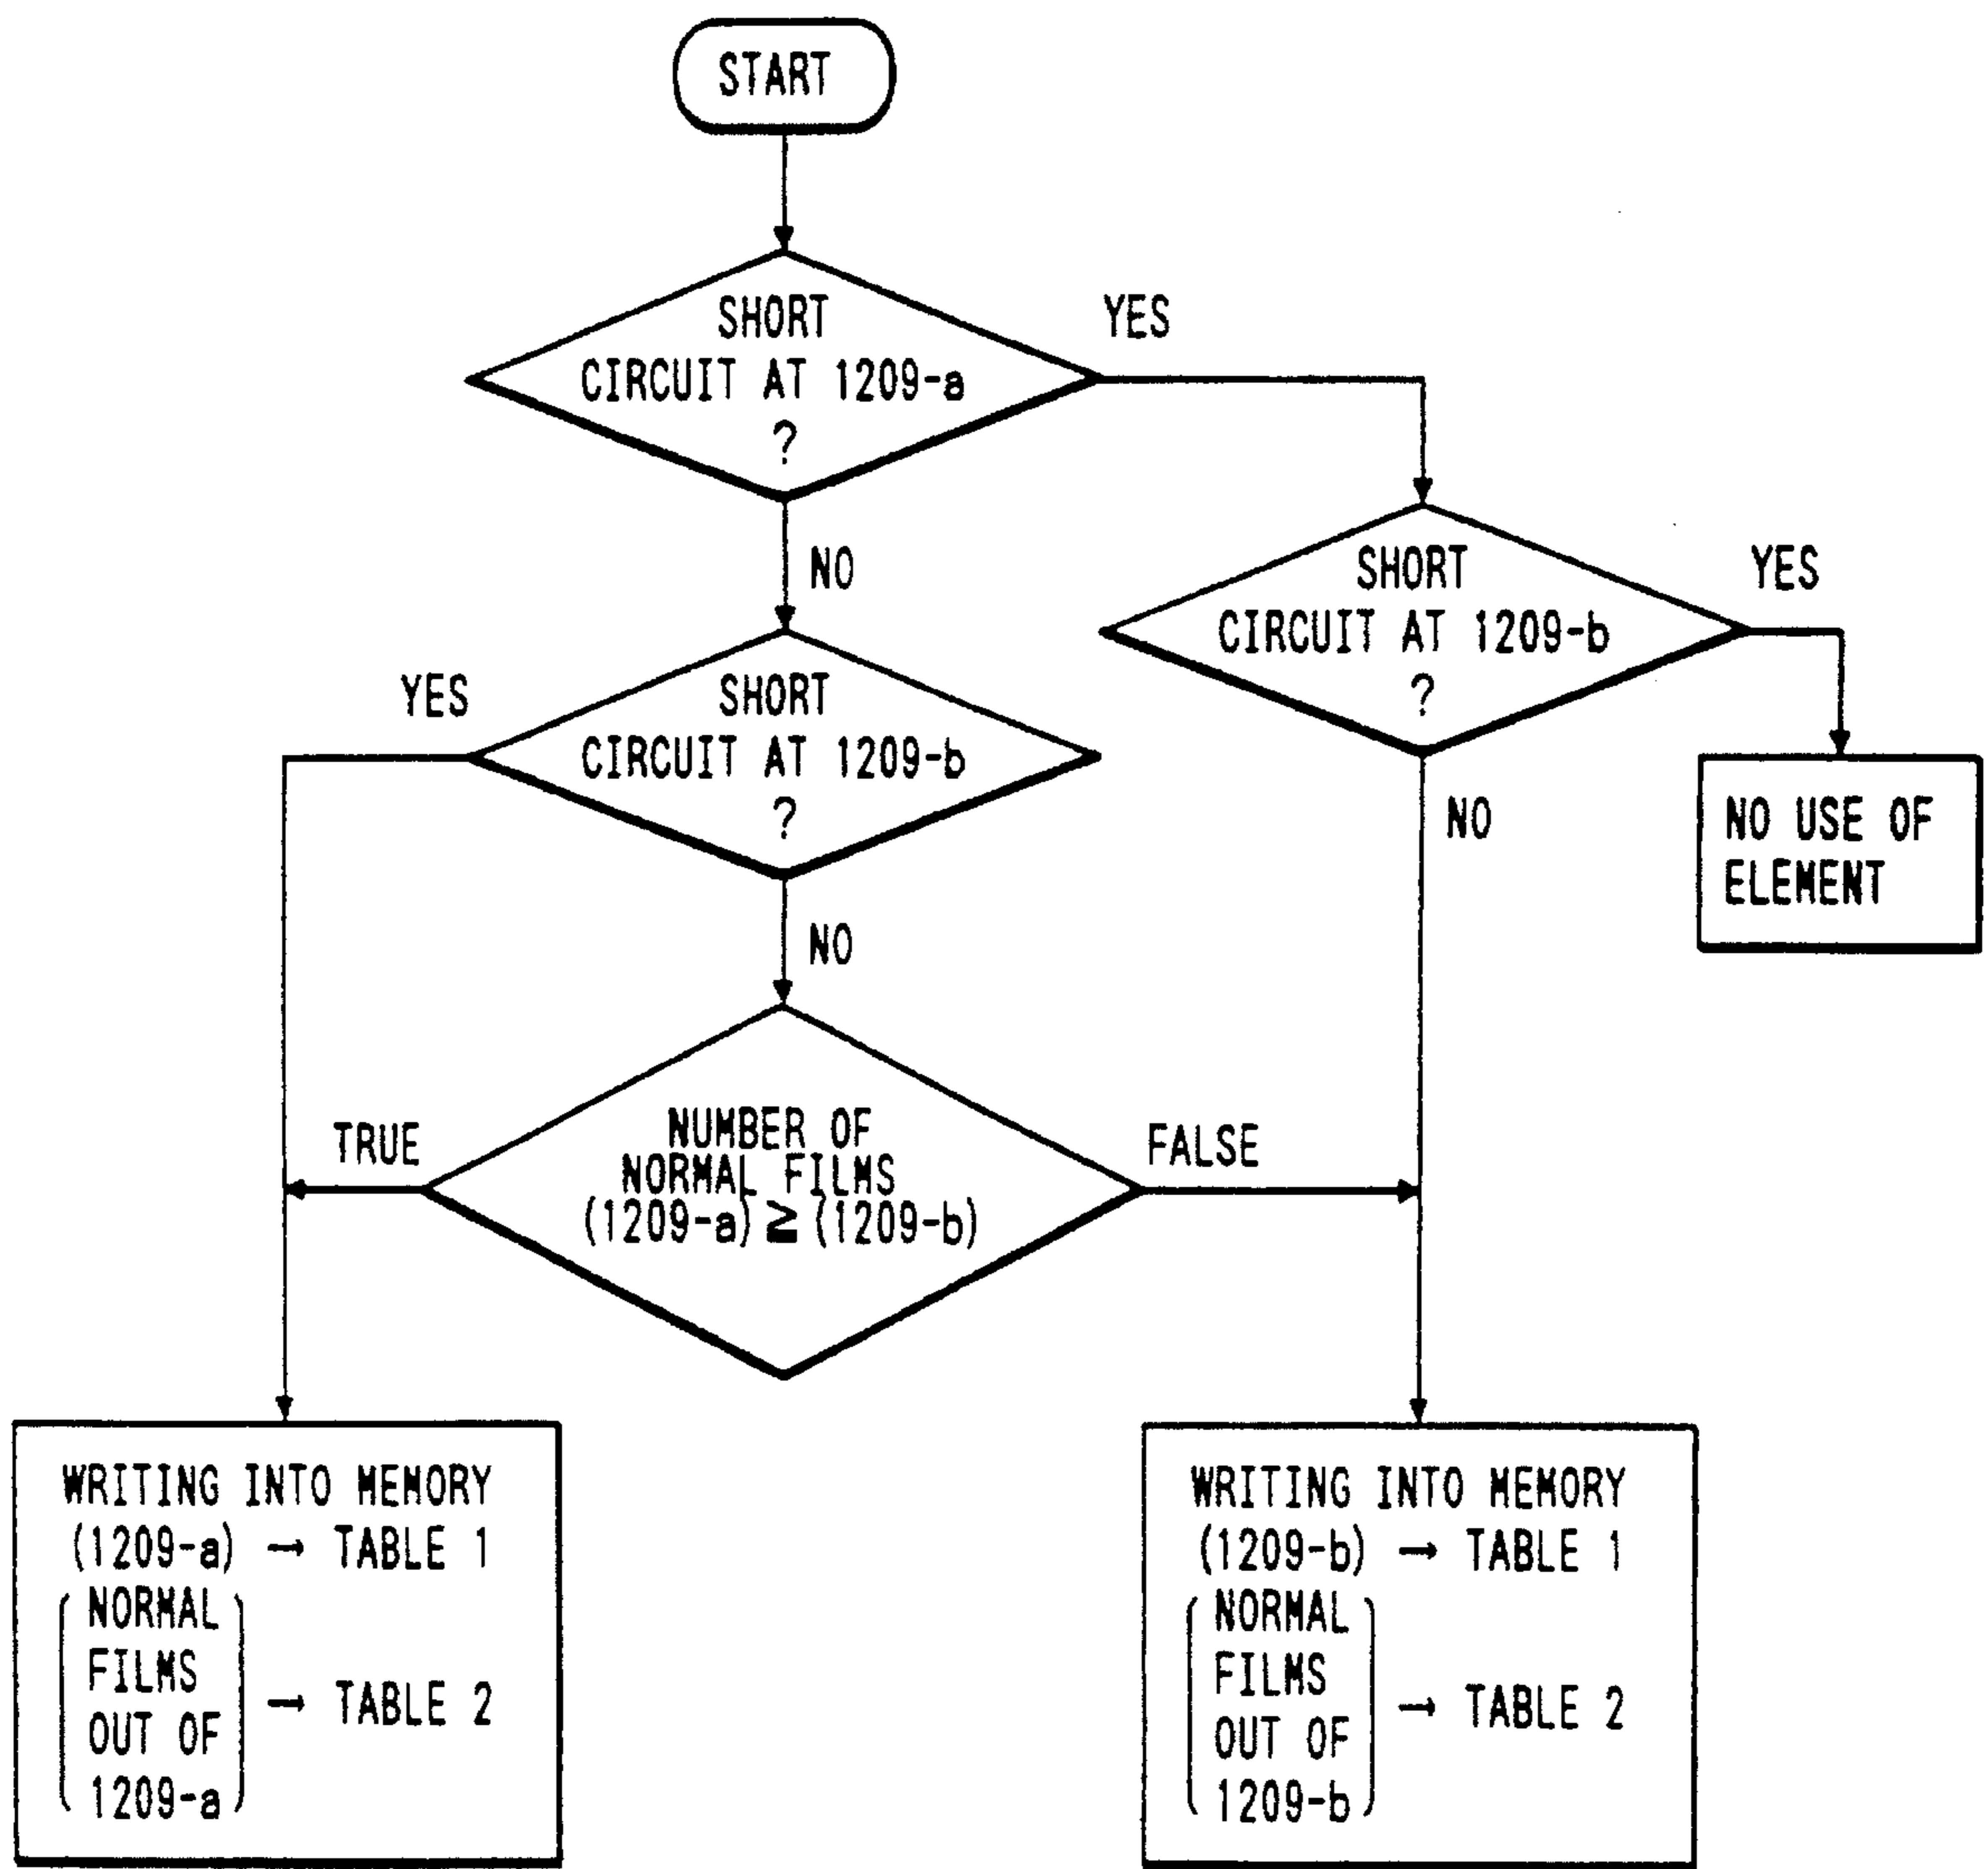 START
SHORT
CIRCUIT AT 1209-a
?
YES
NO
SHORT
CIRCUIT AT 1209-b
?
YES
NO
NO USE OF
ELEMENT
YES
SHORT
CIRCUIT AT 1209-b
?
NO
NUMBER OF
NORMAL FILMS
(1209-a) ≧ (1209-b)
TRUE
FALSE
WRITING INTO MEMORY
(1209-a) → TABLE 1
NORMAL
FILMS
OUT OF
1209-a
→ TABLE 2
WRITING INTO MEMORY
(1209-b) → TABLE 1
NORMAL
FILMS
OUT OF
1209-b
→ TABLE 2